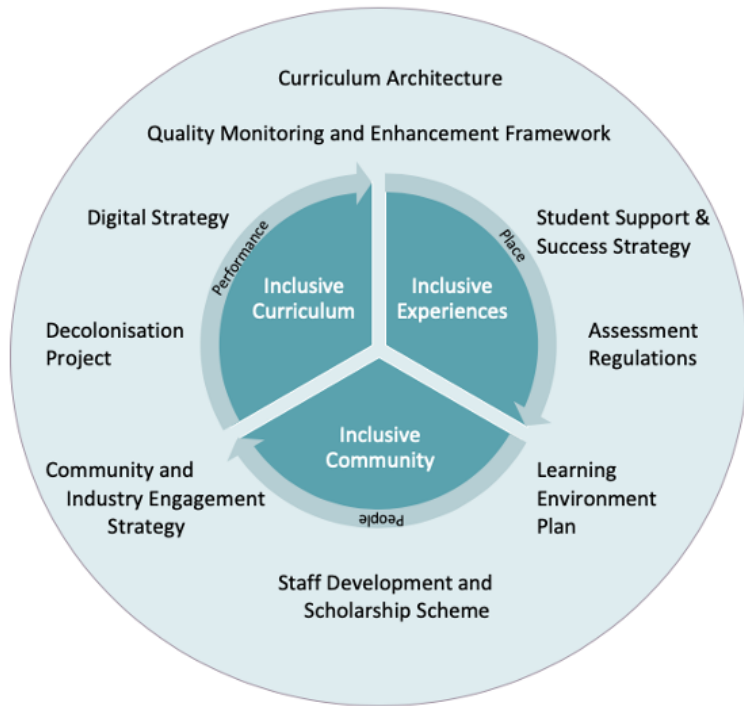 Curriculum Architecture
Quality Monitoring and Enhancement Framework
Digital Strategy
Student Support &
Success Strategy
Performance
Place
Inclusive
Curriculum
Inclusive
Experiences
Decolonisation
Project
Assessment
Regulations
Inclusive
Community
Community and
Industry Engagement
Strategy
Learning
Environment
Plan
People
Staff Development and
Scholarship Scheme